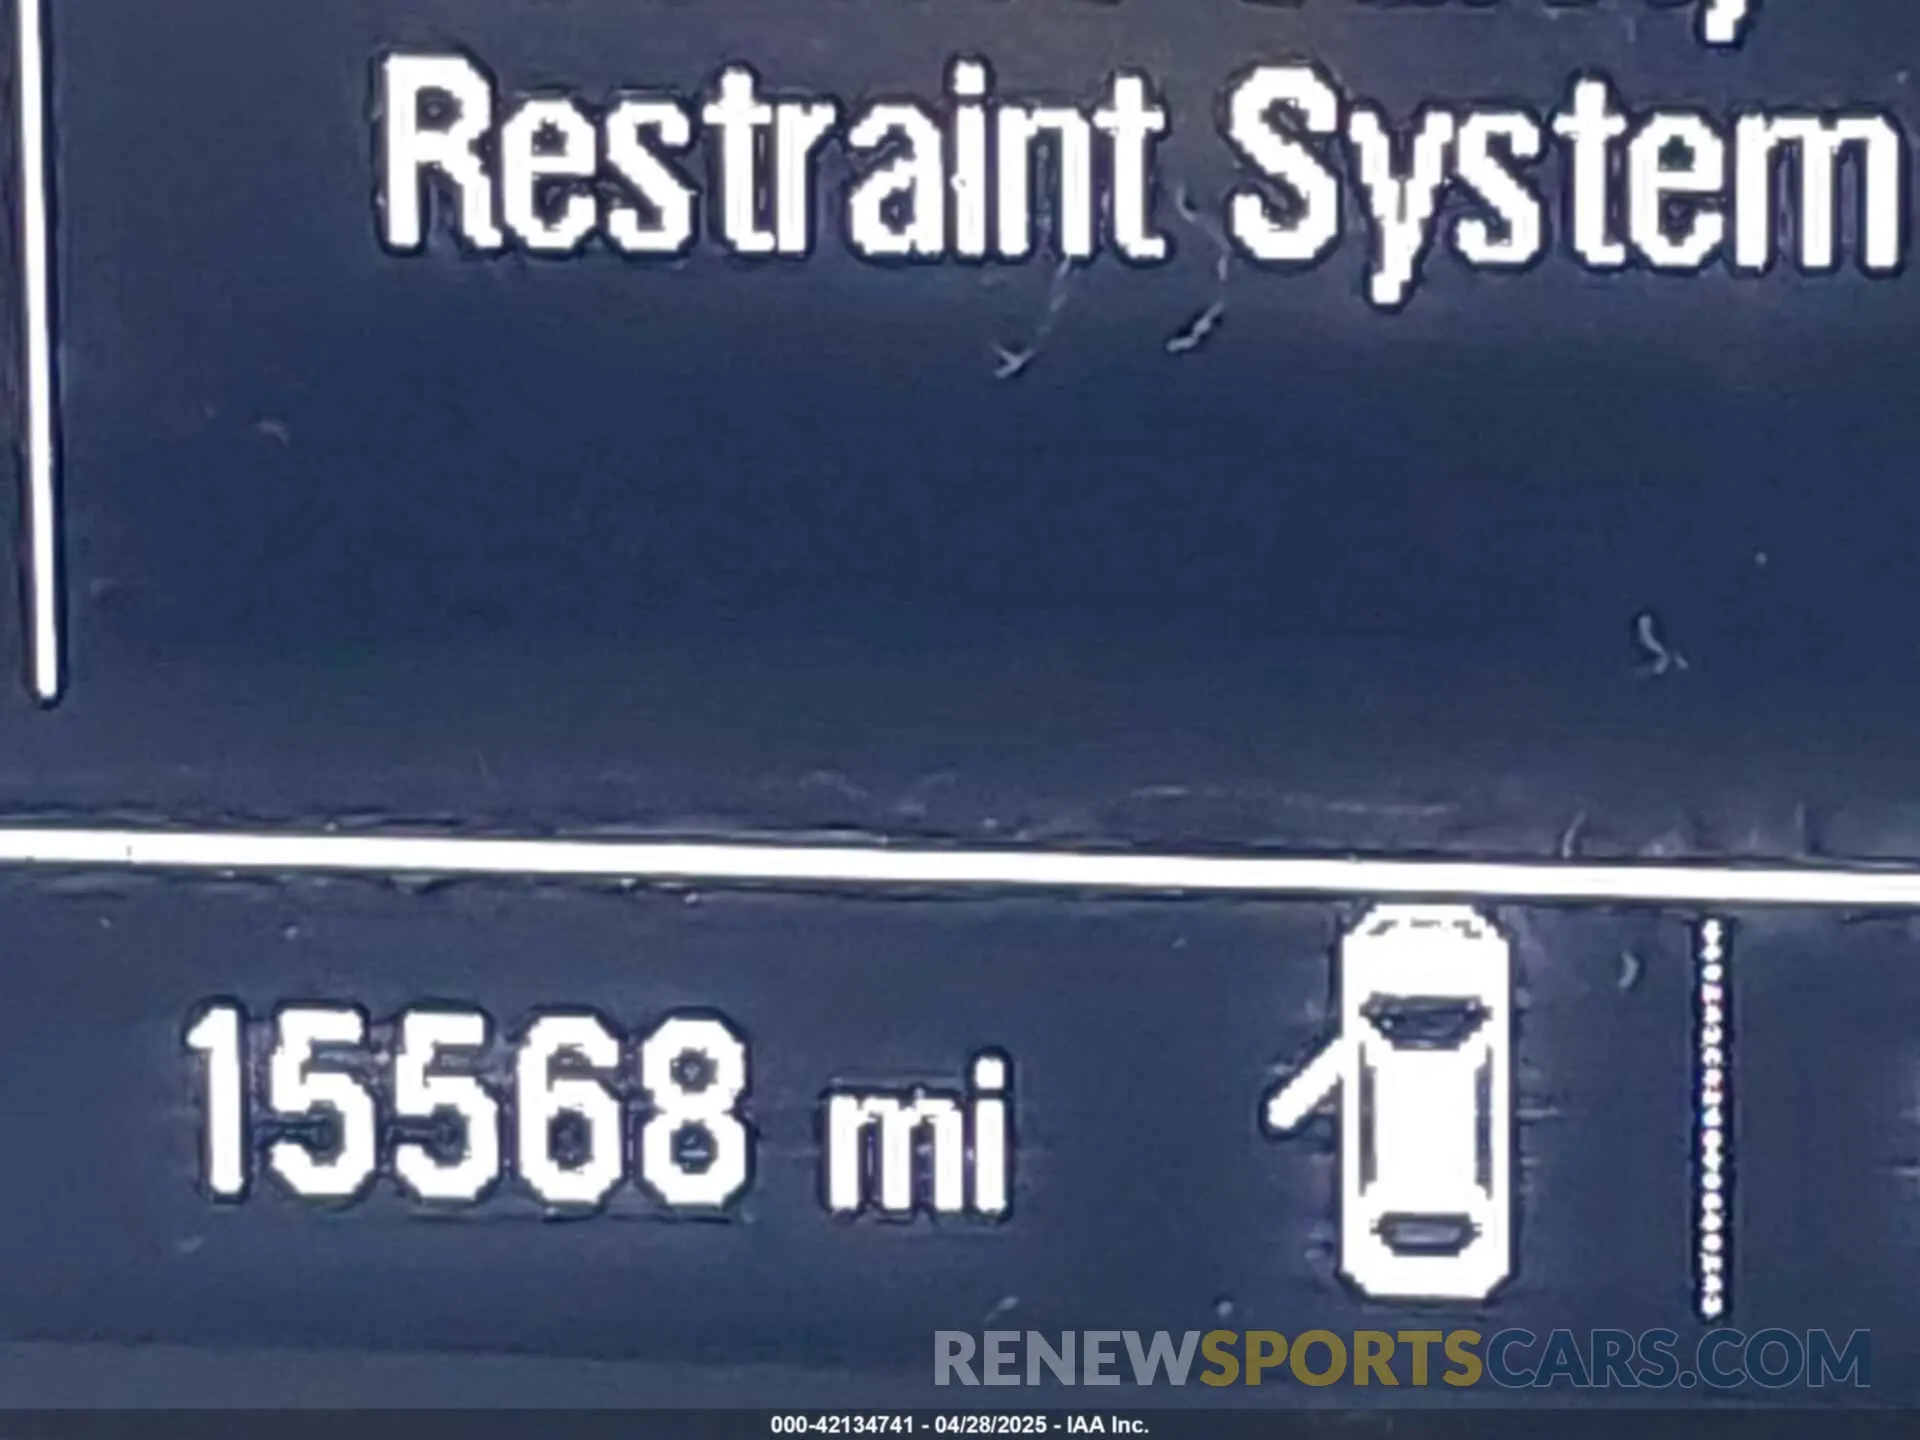 Restraint System
15568 mi
RENEWSPORTSCARS.COM
000-42134741 - 04/28/2025 - IAA Inc.